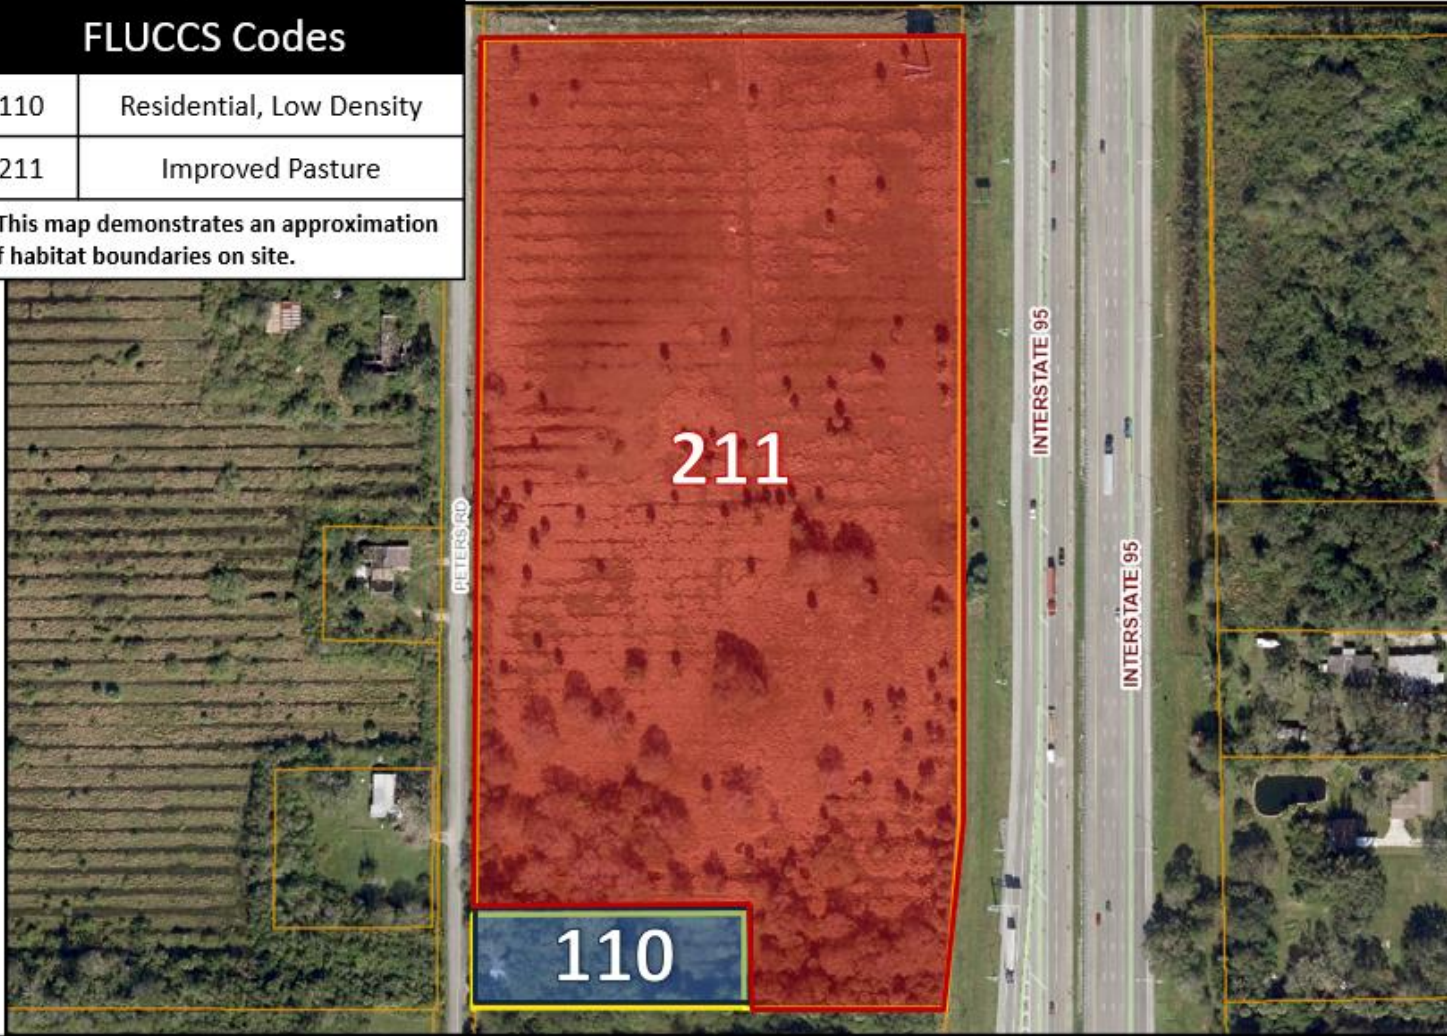 FLUCCS Codes
110 Residential, Low Density
211 Improved Pasture
This map demonstrates an approximation
f habitat boundaries on site.
INTERSTATE 95
211
PETERS RD
INTERSTATE 95
110